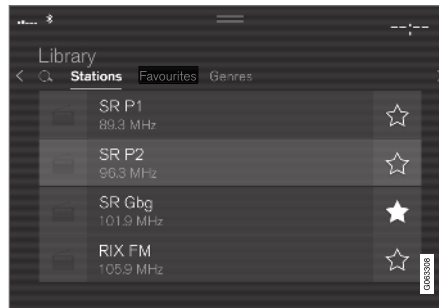 --:--
Library
Stations Favourites Genres
SR P1
89.3 MHz
SR P2
96.3 MHz
SR Gbg
101.9 MHz
RIX FM
105.9 MHz
G063308